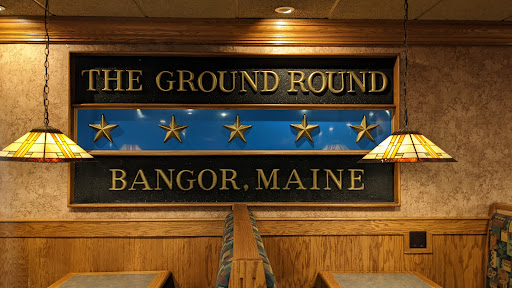 THE GROUND ROUND
BANGOR, MAINE